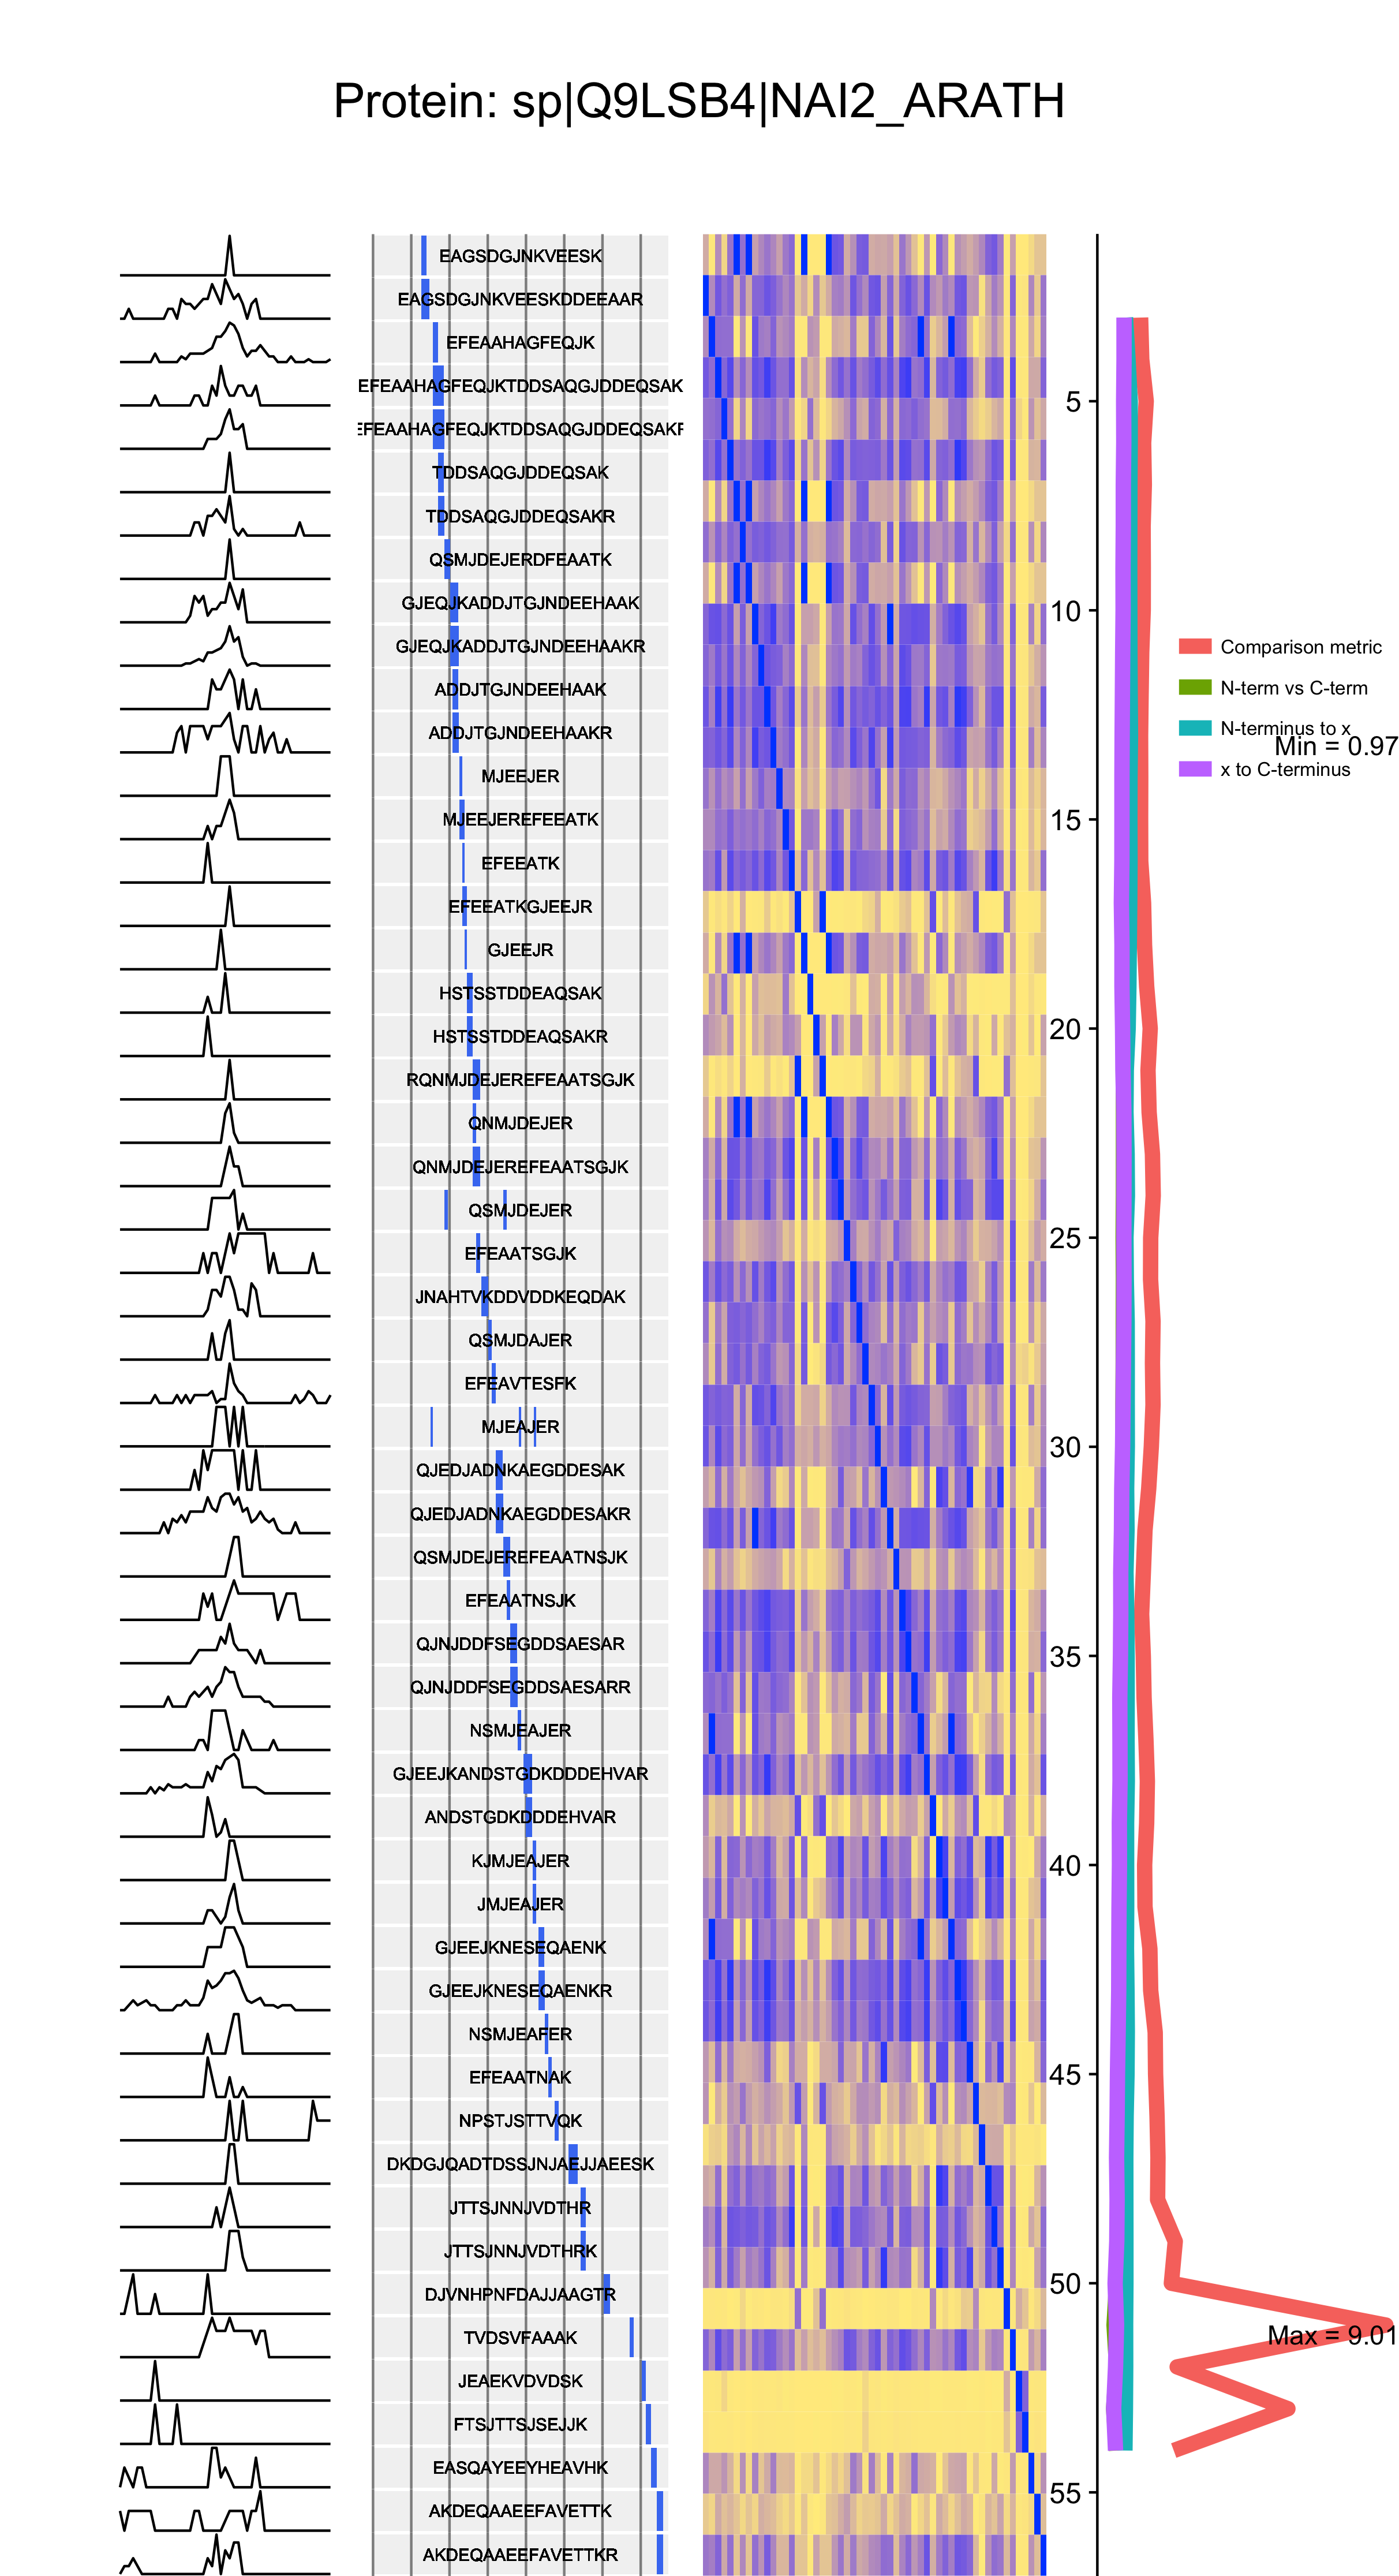 Protein: sp|Q9LSB4|NAI2_ARATH
EAGSDGJNKVEESK
EAGSDGJNKVEESKDDEEAAR
EFEAAHAGFEQJK
EFEAAHAGFEQJKTDDSAQGJDDEQSAK
EFEAAHAGFEQJKTDDSAQGJDDEQSAKR
TDDSAQGJDDEQSAK
TDDSAQGJDDEQSAKR
QSMJDEJERDFEAATK
GJEQJKADDJTGJNDEEHAAK
GJEQJKADDJTGJNDEEHAAKR
ADDJTGJNDEEHAAK
ADDJTGJNDEEHAAKR
MJEEJER
MJEEJEREFEEATK
EFEEATK
EFEEATKGJEEJR
GJEEJR
HSTSSTDDEAQSAK
HSTSSTDDEAQSAKR
RQNMJDEJEREFEAATSGJK
QNMJDEJER
QNMJDEJEREFEAATSGJK
QSMJDEJER
EFEAATSGJK
JNAHTVKDDVDDKEQDAK
QSMJDAJER
EFEAVTESFK
MJEAJER
QJEDJADNKAEGDDESAK
QJEDJADNKAEGDDESAKR
QSMJDEJEREFEAATNSJK
EFEAATNSJK
QJNJDDFSEGDDSAESAR
QJNJDDFSEGDDSAESARR
NSMJEAJER
GJEEJKANDSTGDKDDDEHVAR
ANDSTGDKDDDEHVAR
KJMJEAJER
JMJEAJER
GJEEJKNESEQAENK
GJEEJKNESEQAENKR
NSMJEAFER
EFEAATNAK
NPSTJSTTVQK
DKDGJQADTDSSJNJAEJJAEESK
JTTSJNNJVDTHR
JTTSJNNJVDTHRK
DJVNHPNFDAJJAAGTR
TVDSVFAAAK
JEAEKVDVDSK
FTSJTTSJSEJJK
EASQAYEEYHEAVHK
AKDEQAAEEFAVETTK
AKDEQAAEEFAVETTKR
5
10
15
20
25
30
35
40
45
50
55
Comparison metric
N-term vs C-term
N-terminus to x
Min = 0.97
x to C-terminus
Max = 9.01